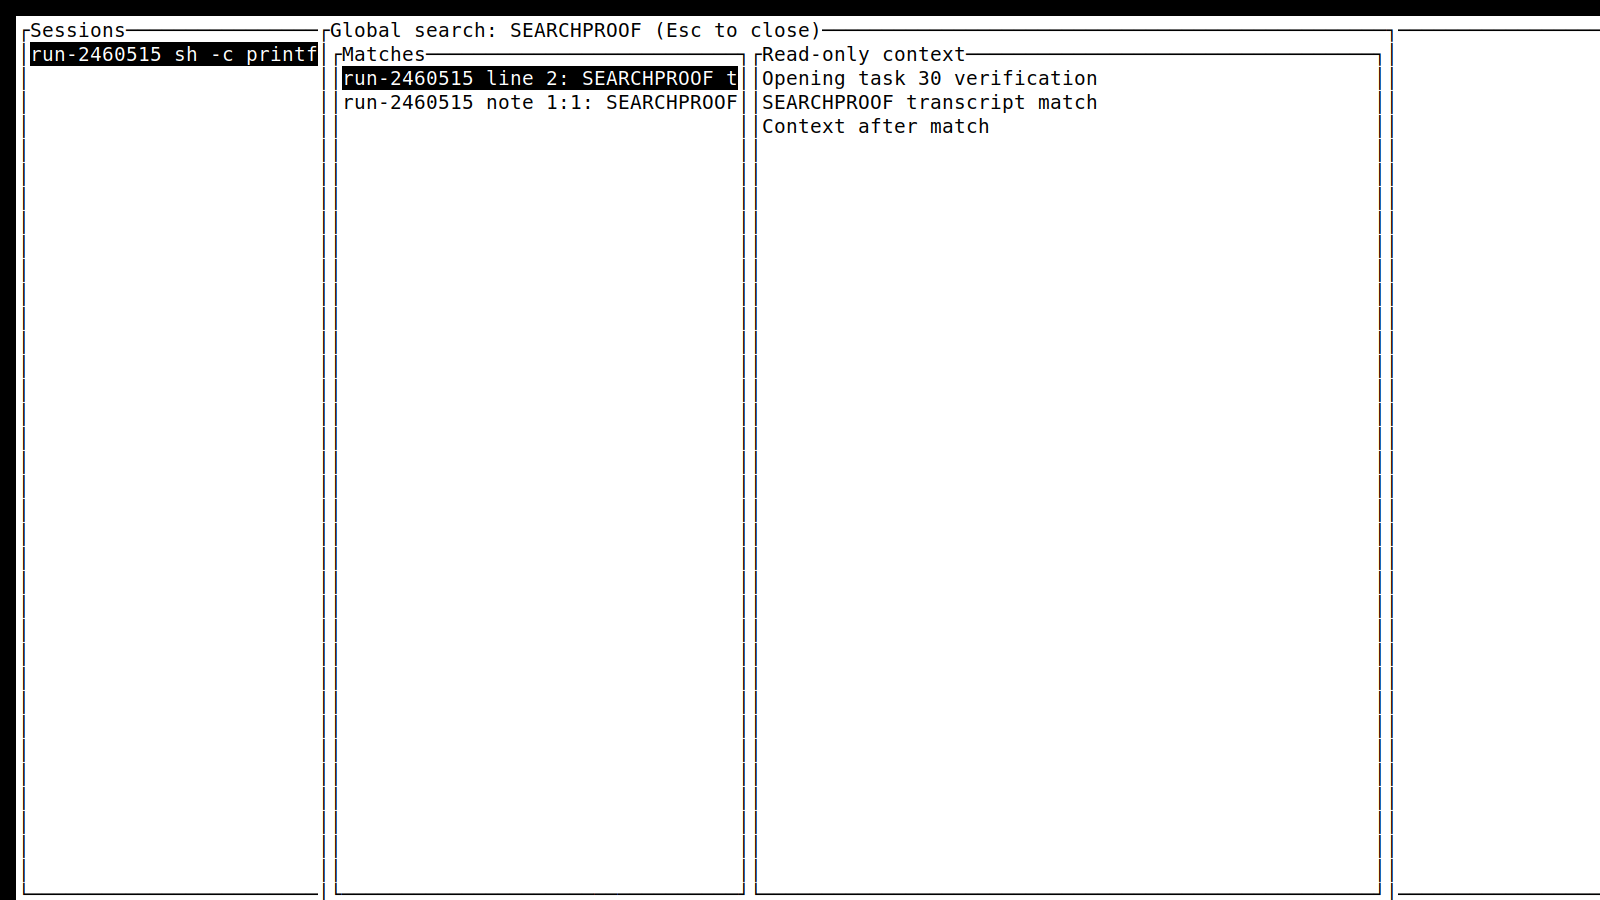 Sessions
Global search: SEARCHPROOF (Esc to close)
run-2460515 sh -c printf
Matches
Read-only context
run-2460515 line 2: SEARCHPROOF t
Opening task 30 verification
run-2460515 note 1:1: SEARCHPROOF
SEARCHPROOF transcript match
Context after match